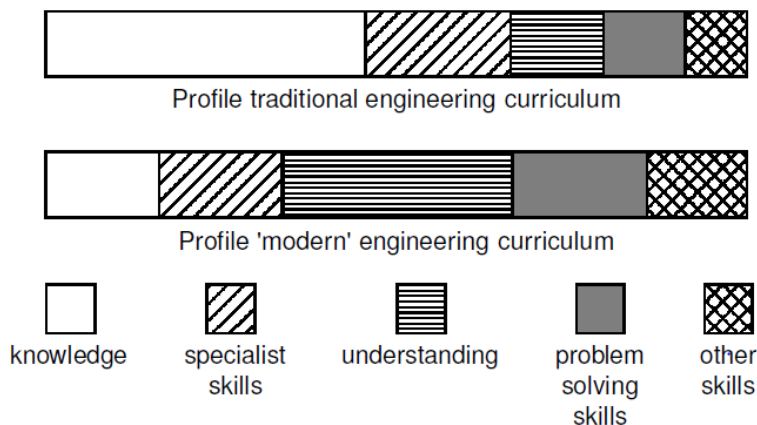 Profile traditional engineering curriculum
Profile 'modern' engineering curriculum
knowledge
specialist
skills
understanding
problem
solving
skills
other
skills